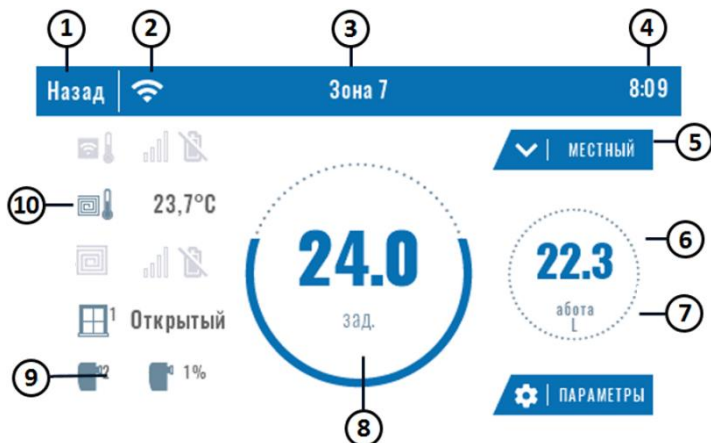 1 2 3 4
Назад Зона 7 8:09
5 МЕСТНЫЙ
10 23,7°C
24.0
зад.
6 22.3
7 абота
L
1 Открытый
9 2 1%
8
ПАРАМЕТРЫ